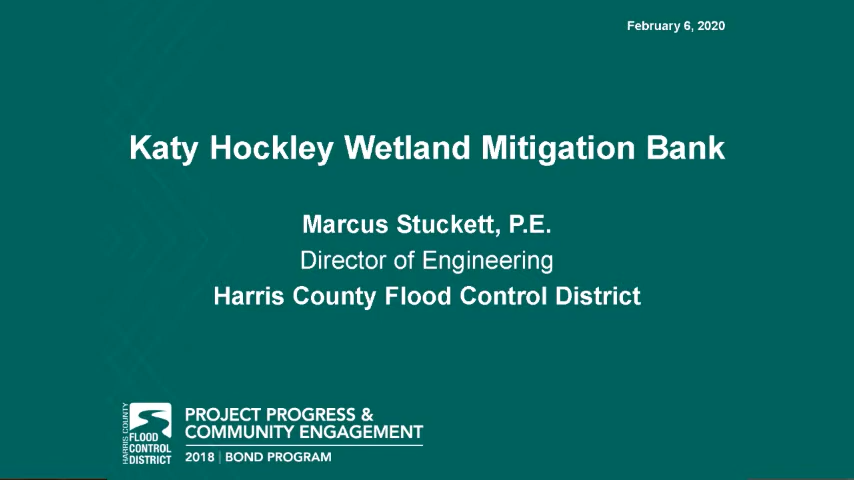 February 6, 2020
Katy Hockley Wetland Mitigation Bank
Marcus Stuckett, P.E.
Director of Engineering
Harris County Flood Control District
HARRIS COUNTY
FLOOD
CONTROL
DISTRICT
PROJECT PROGRESS &
COMMUNITY ENGAGEMENT
2018 | BOND PROGRAM